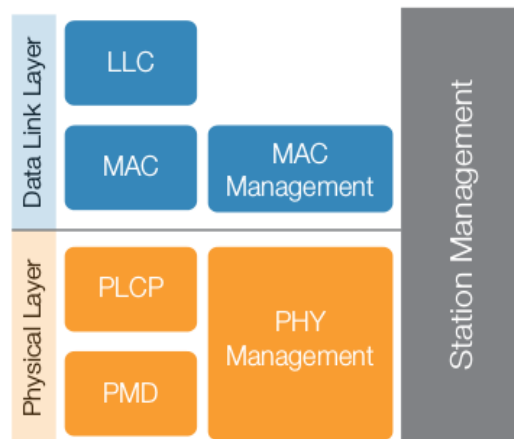 Data Link Layer
LLC
MAC
MAC
Management
Physical Layer
PLCP
PMD
PHY
Management
Station Management